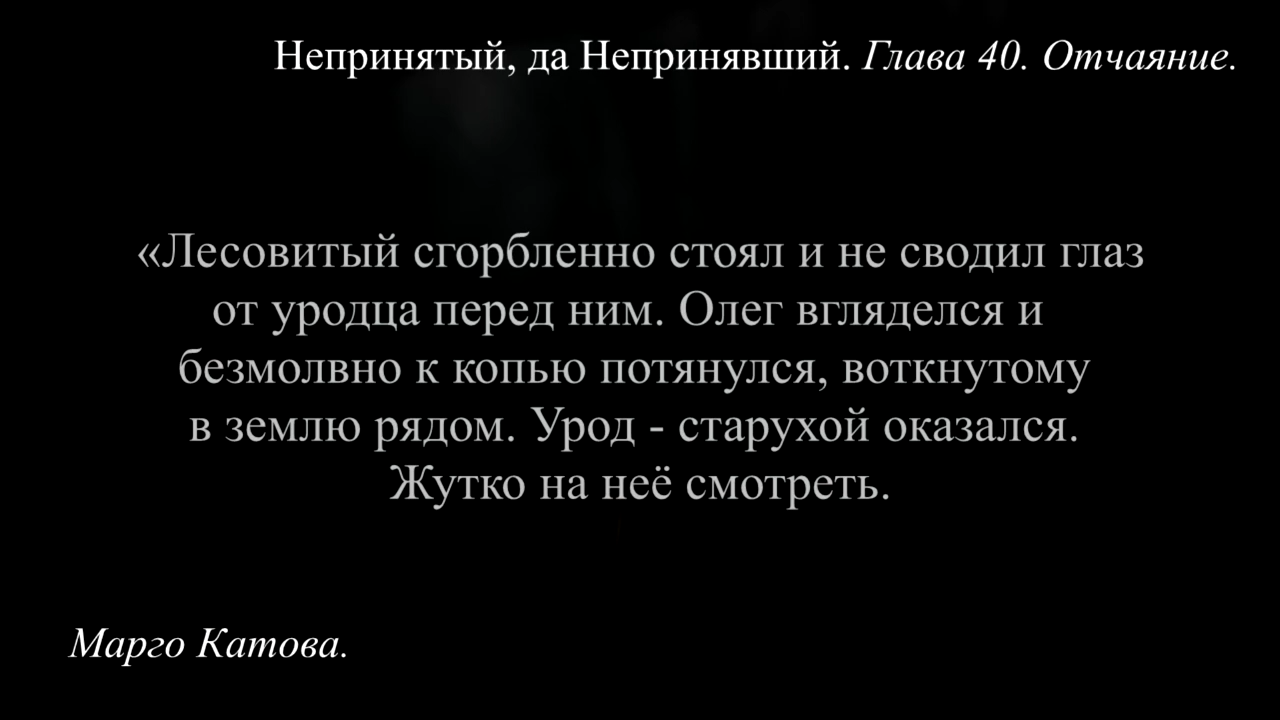 Непринятый, да Непринявший. Глава 40. Отчаяние.
«Лесовитый сгорбленно стоял и не сводил глаз
от уродца перед ним. Олег вгляделся и
безмолвно к копью потянулся, воткнутому
в землю рядом. Урод - старухой оказался.
Жутко на неё смотреть.
Марго Катова.